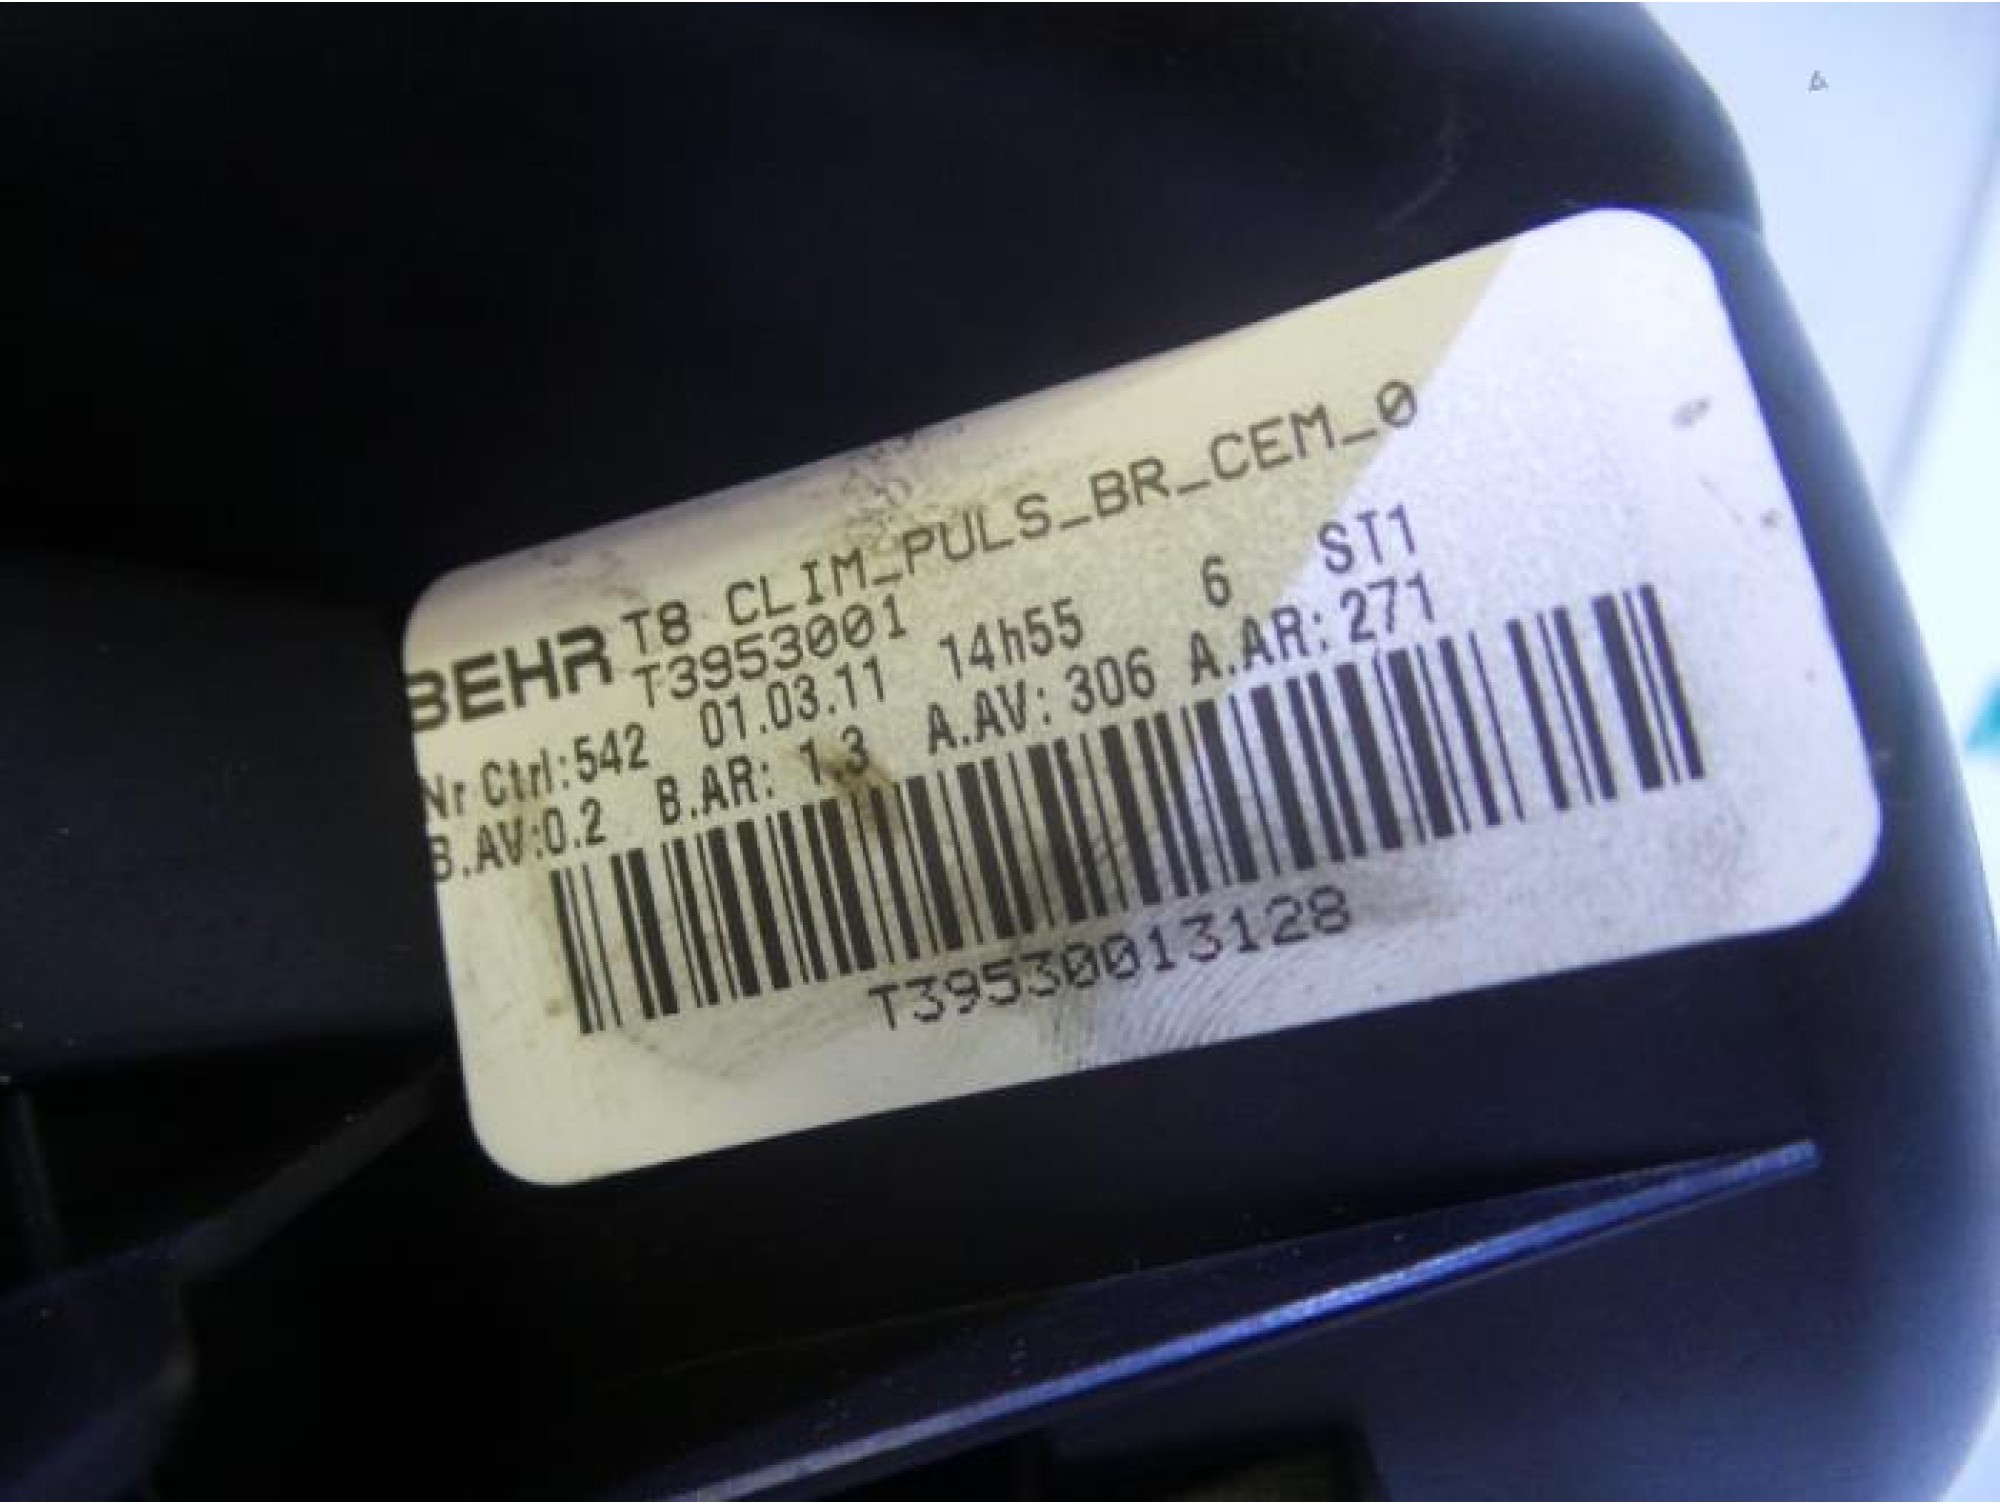 BEHR T8 CLIM_PULS_BR_CEM_0
T3953001
Nr Ctrl:542 01.03.11 14h55 6 ST1
B.AV:0.2 B.AR: 1.3 A.AV: 306 A.AR: 271
T39530013128